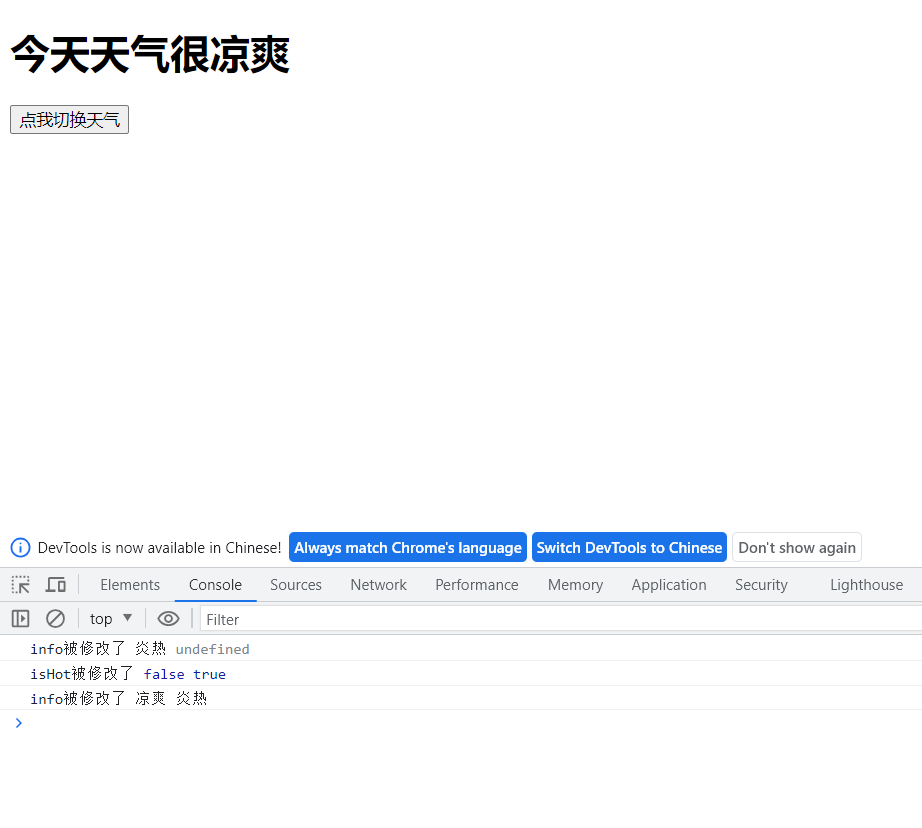 今天天气很凉爽
点我切换天气
DevTools is now available in Chinese! Always match Chrome's language Switch DevTools to Chinese Don't show again
Elements Console Sources Network Performance Memory Application Security Lighthouse
top Filter
info被修改了 炎热 undefined
isHot被修改了 false true
info被修改了 凉爽 炎热